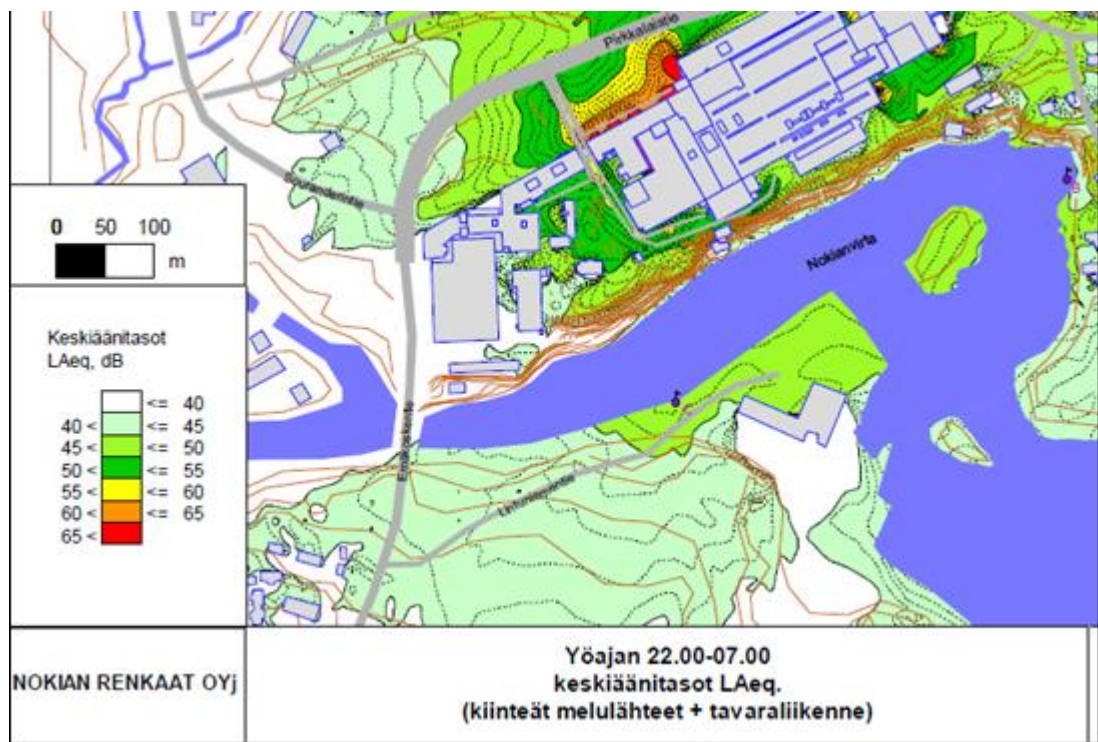 Pirkkalaistie
Nokianvirta
0 50 100
m
Keskiäänitasot
LAeq, dB
<= 40
40 < <= 45
45 < <= 50
50 < <= 55
55 < <= 60
60 < <= 65
65 <
NOKIAN RENKAAT OYj
Yöajan 22.00-07.00
keskiäänitasot LAeq.
(kiinteät melulähteet + tavaraliikenne)